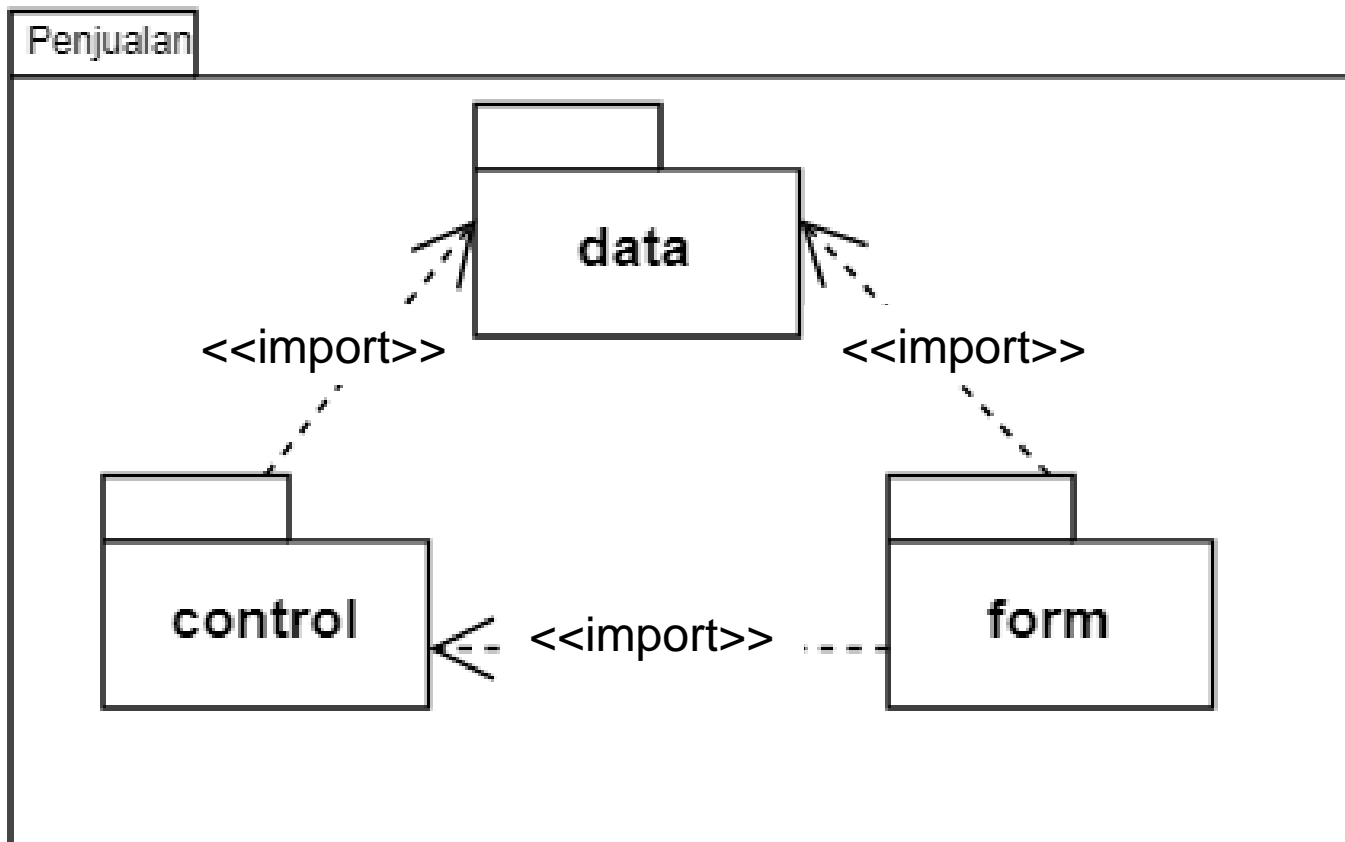 Penjualan
data
<<import>>
<<import>>
control
<<import>>
form